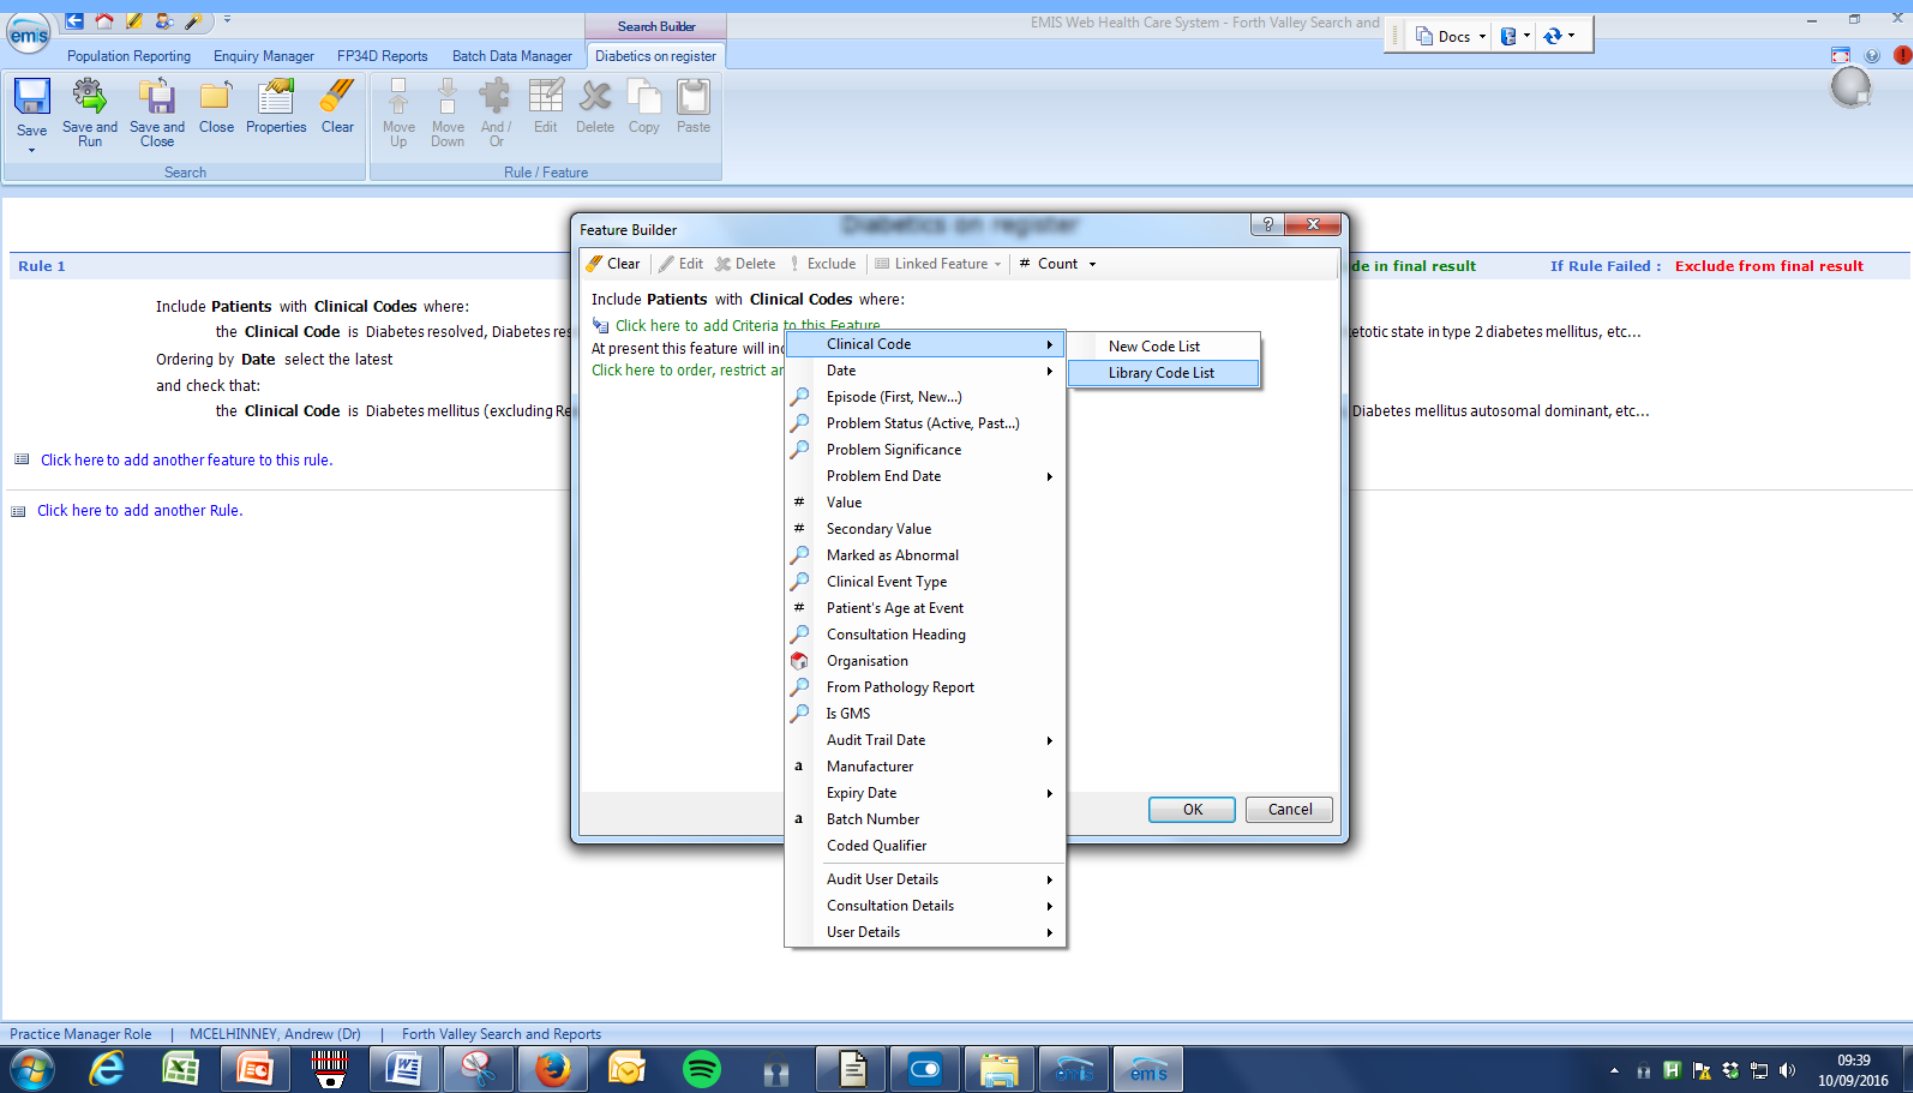 Search Builder
EMIS Web Health Care System - Forth Valley Search and
Docs
emis
Population Reporting Enquiry Manager FP34D Reports Batch Data Manager Diabetics on register
Save Save and Run Save and Close Close Properties Clear Move Up Move Down And / Or Edit Delete Copy Paste
Search Rule / Feature
Feature Builder Diabetics on register
Clear Edit Delete ! Exclude Linked Feature # Count
Rule 1
de in final result If Rule Failed : Exclude from final result
Include Patients with Clinical Codes where:
the Clinical Code is Diabetes resolved, Diabetes res
etotic state in type 2 diabetes mellitus, etc...
Ordering by Date select the latest
and check that:
the Clinical Code is Diabetes mellitus (excluding Re
Diabetes mellitus autosomal dominant, etc...
Click here to add another feature to this rule.
Click here to add another Rule.
Include Patients with Clinical Codes where:
Click here to add Criteria to this Feature
At present this feature will inc
Click here to order, restrict ar
Clinical Code
Date
Episode (First, New...)
Problem Status (Active, Past...)
Problem Significance
Problem End Date
# Value
# Secondary Value
Marked as Abnormal
Clinical Event Type
# Patient's Age at Event
Consultation Heading
Organisation
From Pathology Report
Is GMS
Audit Trail Date
a Manufacturer
Expiry Date
a Batch Number
Coded Qualifier
Audit User Details
Consultation Details
User Details
New Code List
Library Code List
OK Cancel
Practice Manager Role | MCELHINNEY, Andrew (Dr) | Forth Valley Search and Reports
emis
emis
09:39
10/09/2016